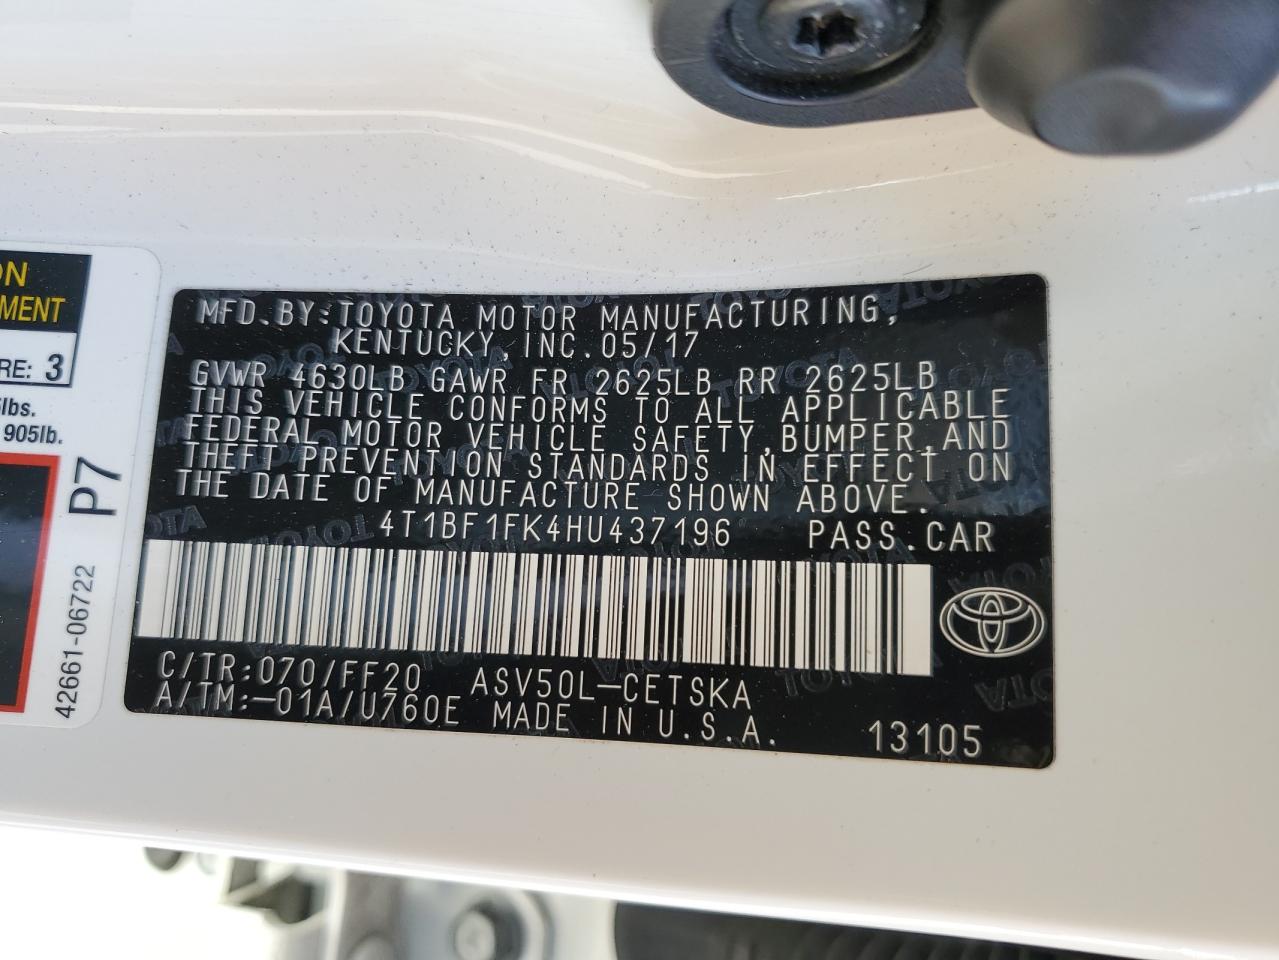 ON
MENT
RE: 3
lbs.
905lb.
P7
42661-06722
MFD.BY:TOYOTA MOTOR MANUFACTURING,
KENTUCKY,INC.05/17
GVWR 4630LB GAWR FR 2625LB RR 2625LB
THIS VEHICLE CONFORMS TO ALL APPLICABLE
FEDERAL MOTOR VEHICLE SAFETY,BUMPER,AND
THEFT PREVENTION STANDARDS IN EFFECT ON
THE DATE OF MANUFACTURE SHOWN ABOVE.
4T1BF1FK4HU437196 PASS.CAR
C/TR:070/FF20 ASV50L-CETSKA
A/TM:-01A/U760E MADE IN U.S.A. 13105